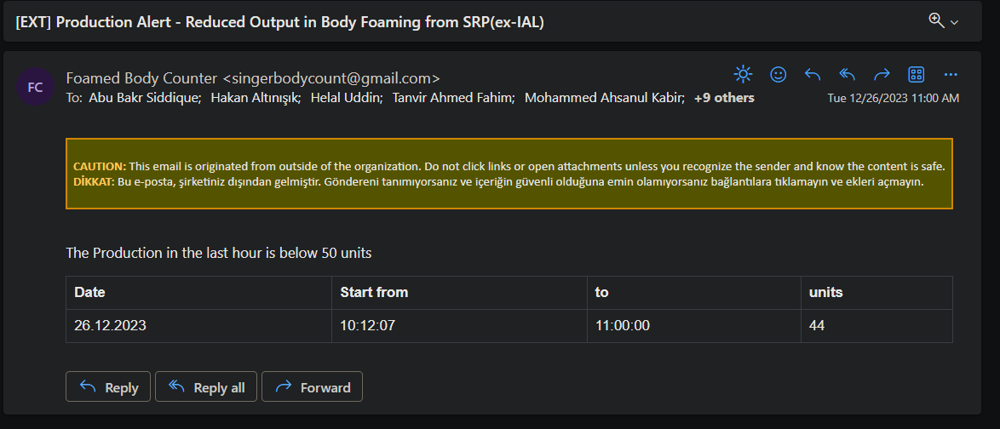 [EXT] Production Alert - Reduced Output in Body Foaming from SRP(ex-IAL)
FC
Foamed Body Counter <singerbodycount@gmail.com>
To: Abu Bakr Siddique; Hakan Altınışık; Helal Uddin; Tanvir Ahmed Fahim; Mohammed Ahsanul Kabir; +9 others
Tue 12/26/2023 11:00 AM
CAUTION: This email is originated from outside of the organization. Do not click links or open attachments unless you recognize the sender and know the content is safe.
DİKKAT: Bu e-posta, şirketiniz dışından gelmiştir. Göndereni tanımıyorsanız ve içeriğin güvenli olduğuna emin olamıyorsanız bağlantılara tıklamayın ve ekleri açmayın.
The Production in the last hour is below 50 units
Date Start from to units
26.12.2023 10:12:07 11:00:00 44
Reply Reply all Forward